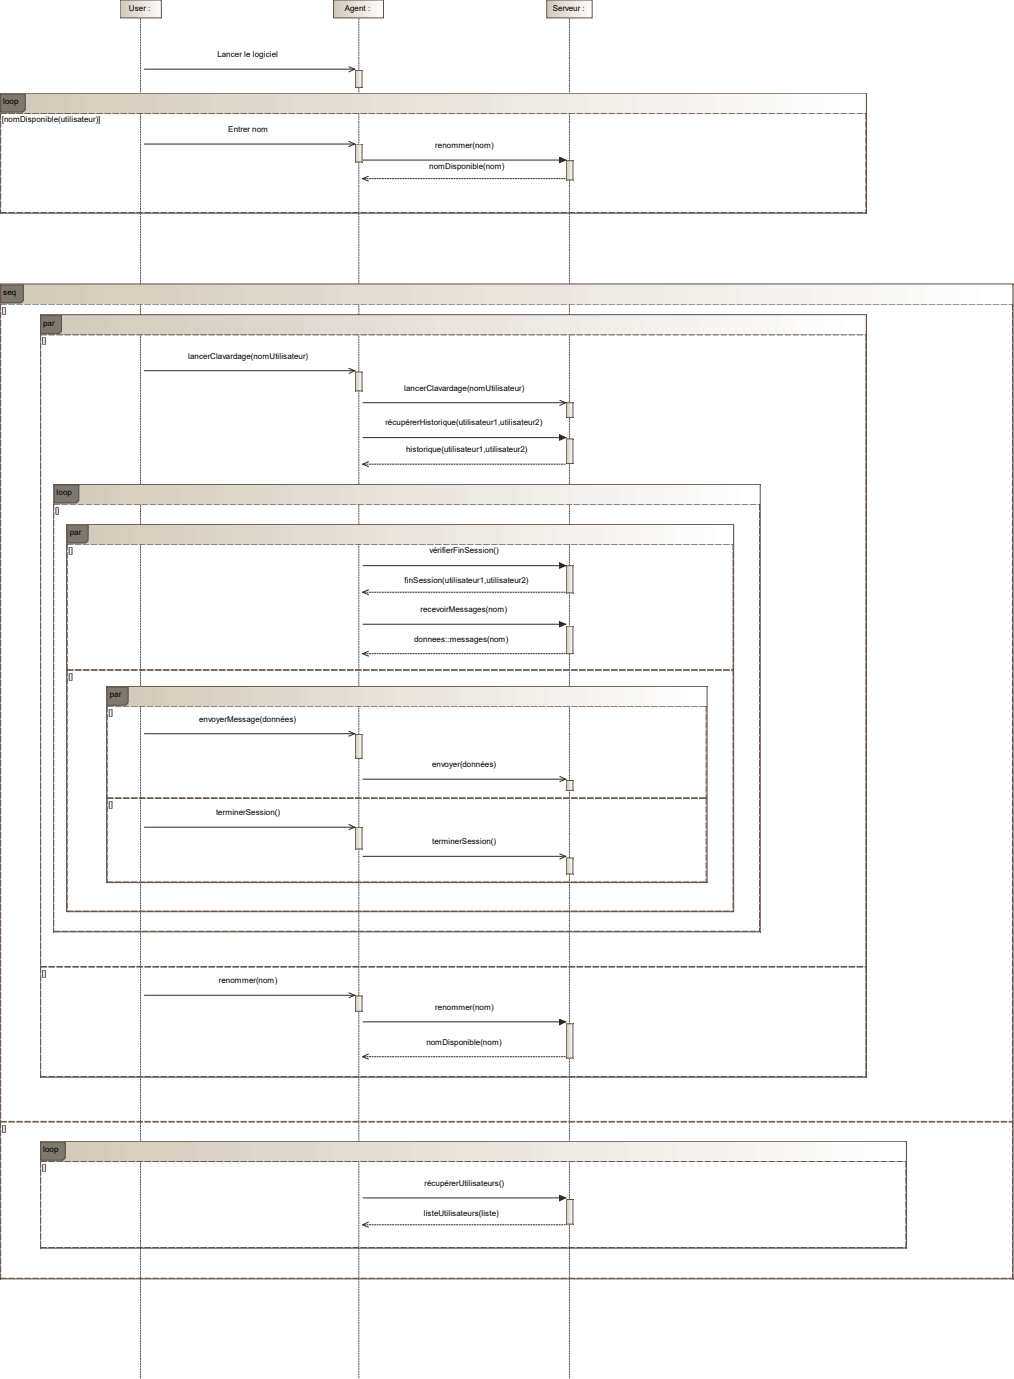 User :
Agent :
Serveur :
Lancer le logiciel
loop
[nomDisponible(utilisateur)]
Entrer nom
renommer(nom)
nomDisponible(nom)
seq
[]
par
[]
lancerClavardage(nomUtilisateur)
lancerClavardage(nomUtilisateur)
récupérerHistorique(utilisateur1,utilisateur2)
historique(utilisateur1,utilisateur2)
loop
[]
par
[]
vérifierFinSession()
finSession(utilisateur1,utilisateur2)
recevoirMessages(nom)
donnees::messages(nom)
[]
par
[]
envoyerMessage(données)
envoyer(données)
[]
terminerSession()
terminerSession()
[]
renommer(nom)
renommer(nom)
nomDisponible(nom)
[]
loop
[]
récupérerUtilisateurs()
listeUtilisateurs(liste)